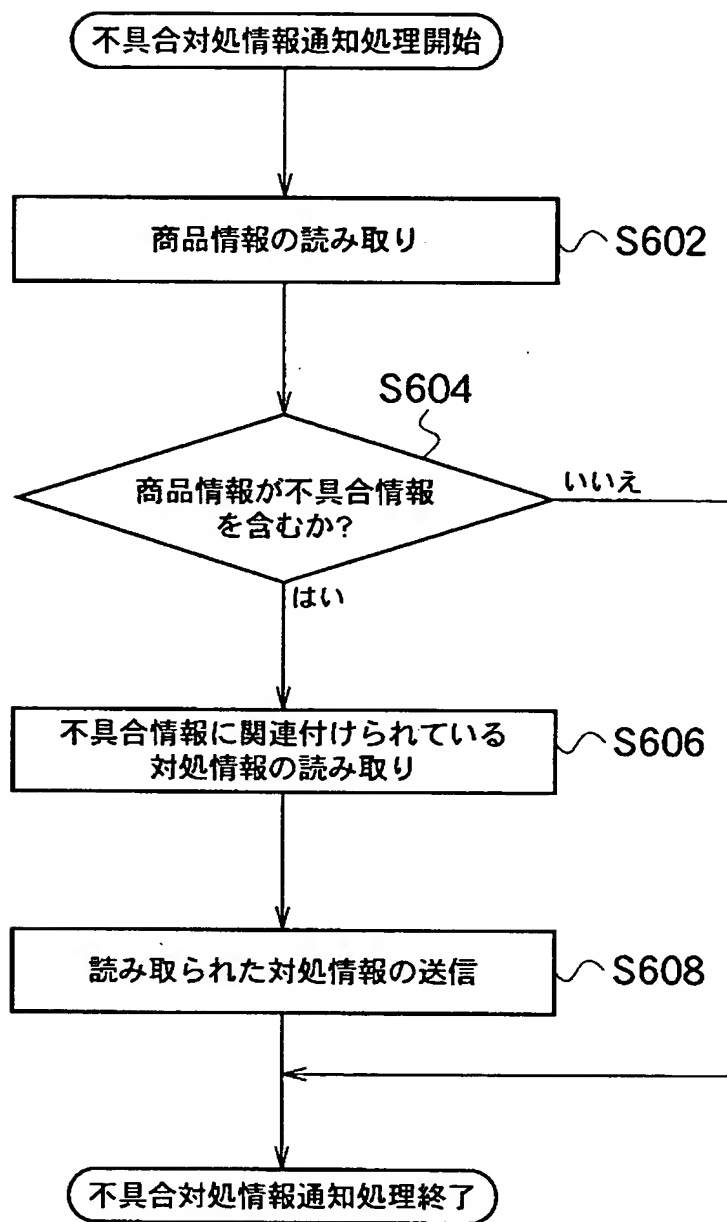 不具合対処情報通知処理開始
商品情報の読み取り
S602
S604
商品情報が不具合情報
を含むか?
いいえ
はい
不具合情報に関連付けられている
対処情報の読み取り
S606
読み取られた対処情報の送信
S608
不具合対処情報通知処理終了